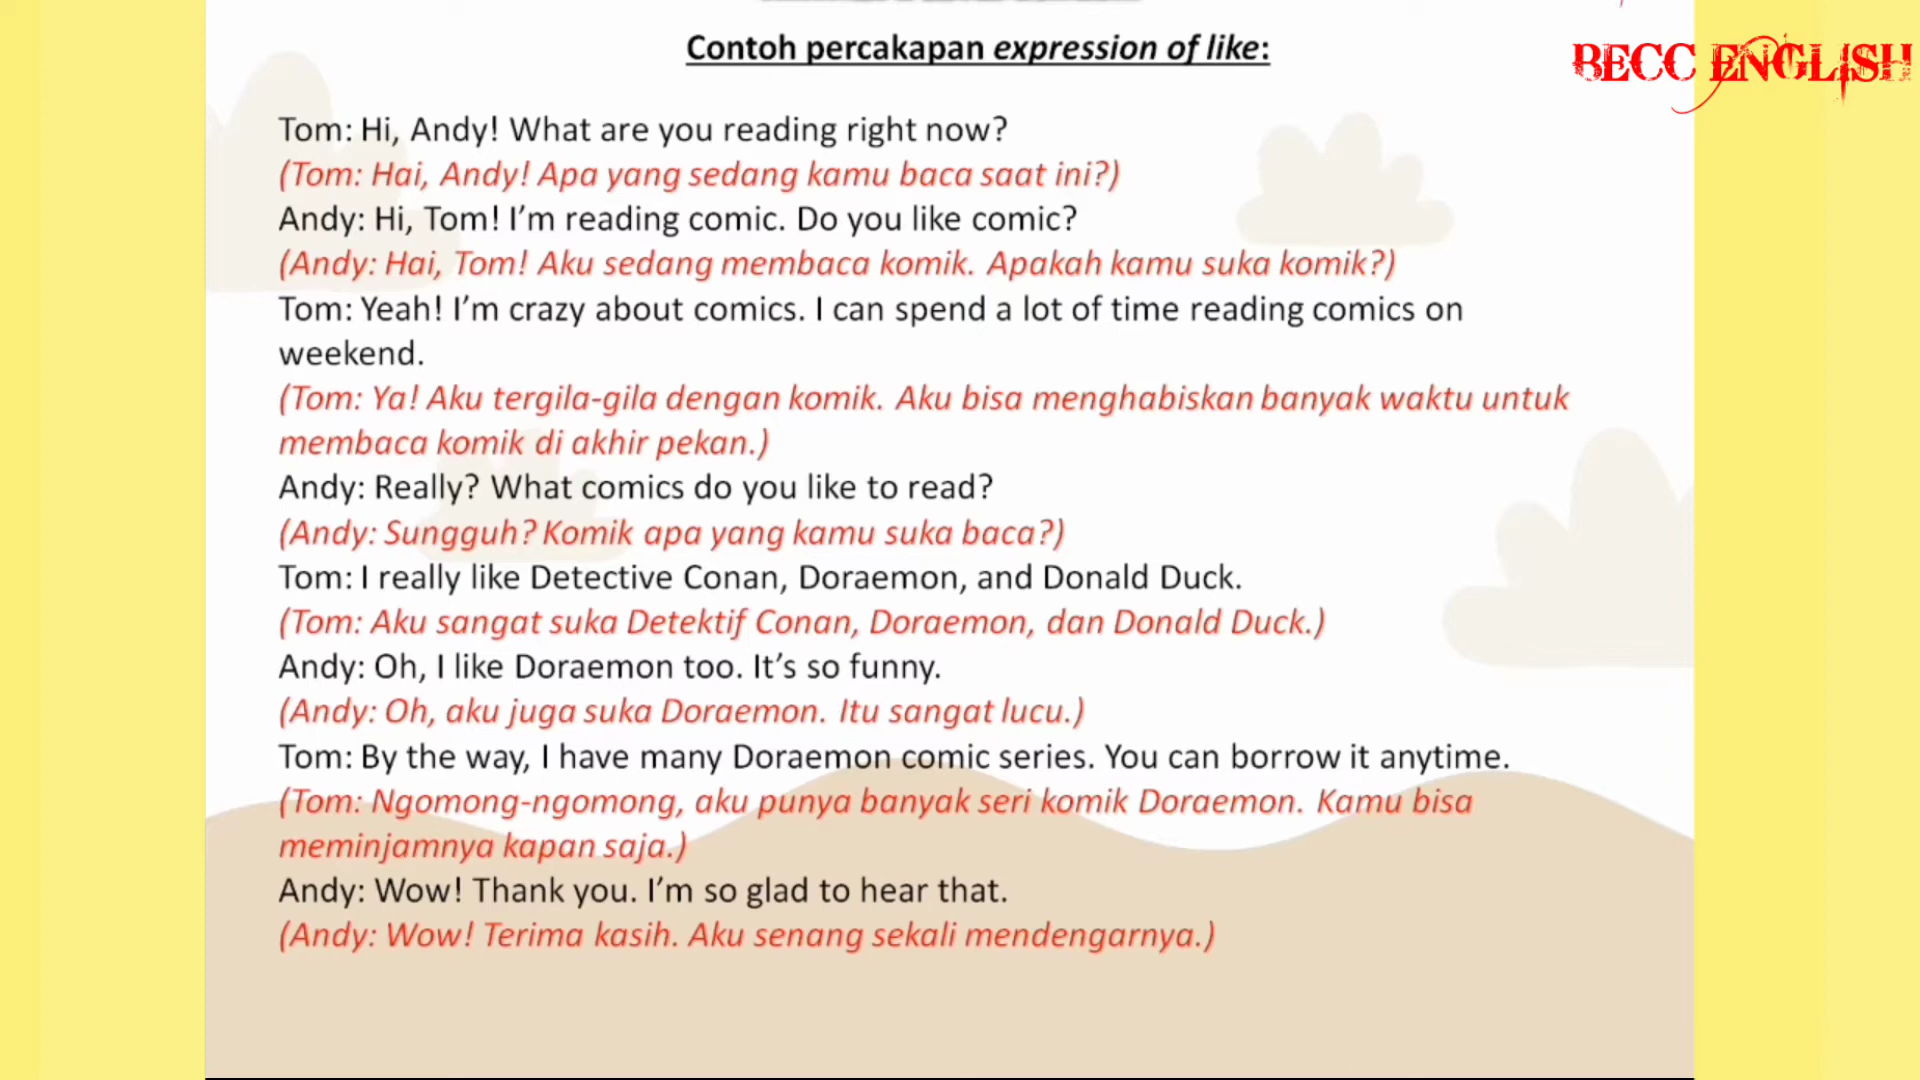 Contoh percakapan expression of like:
BECC ENGLISH
Tom: Hi, Andy! What are you reading right now?
(Tom: Hai, Andy! Apa yang sedang kamu baca saat ini?)
Andy: Hi, Tom! I’m reading comic. Do you like comic?
(Andy: Hai, Tom! Aku sedang membaca komik. Apakah kamu suka komik?)
Tom: Yeah! I’m crazy about comics. I can spend a lot of time reading comics on
weekend.
(Tom: Ya! Aku tergila-gila dengan komik. Aku bisa menghabiskan banyak waktu untuk
membaca komik di akhir pekan.)
Andy: Really? What comics do you like to read?
(Andy: Sungguh? Komik apa yang kamu suka baca?)
Tom: I really like Detective Conan, Doraemon, and Donald Duck.
(Tom: Aku sangat suka Detektif Conan, Doraemon, dan Donald Duck.)
Andy: Oh, I like Doraemon too. It’s so funny.
(Andy: Oh, aku juga suka Doraemon. Itu sangat lucu.)
Tom: By the way, I have many Doraemon comic series. You can borrow it anytime.
(Tom: Ngomong-ngomong, aku punya banyak seri komik Doraemon. Kamu bisa
meminjamnya kapan saja.)
Andy: Wow! Thank you. I’m so glad to hear that.
(Andy: Wow! Terima kasih. Aku senang sekali mendengarnya.)